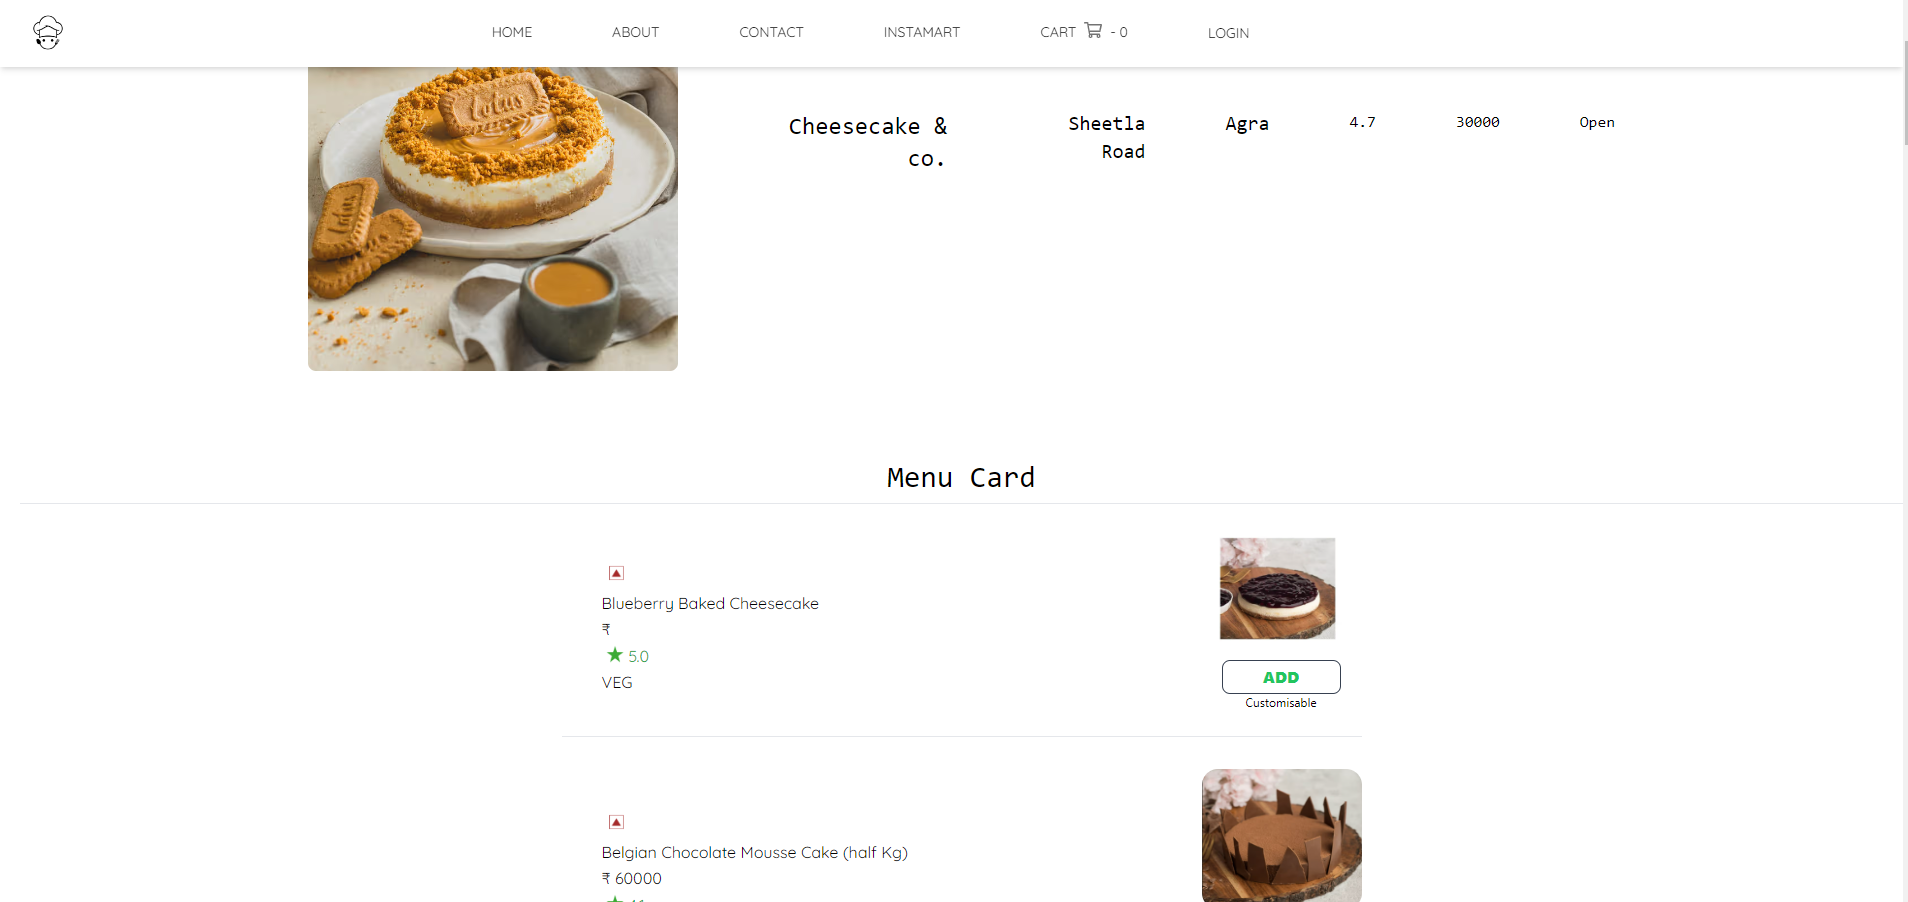 HOME ABOUT CONTACT INSTAMART CART - 0 LOGIN
Lotus
Cheesecake &
co.
Sheetla
Road
Agra
4.7
30000
Open
Menu Card
Blueberry Baked Cheesecake
₹
★ 5.0
VEG
ADD
Customisable
Belgian Chocolate Mousse Cake (half Kg)
₹ 60000